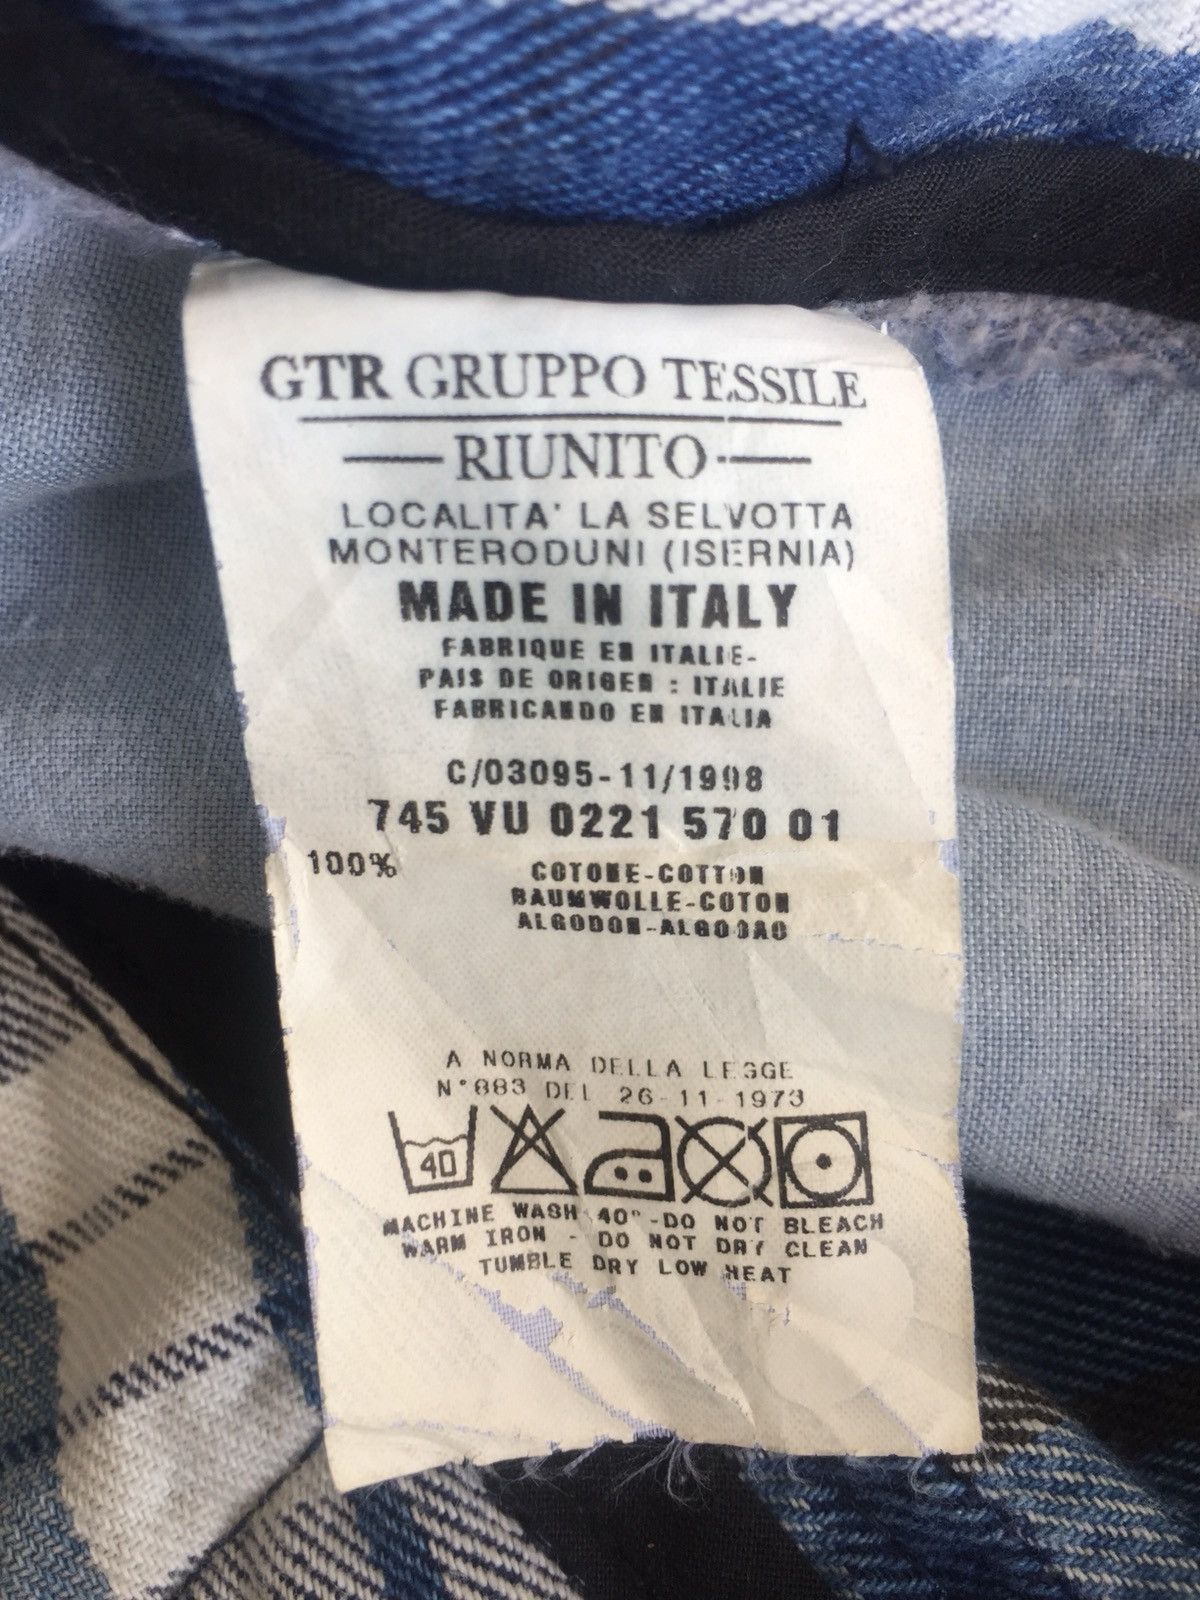 GTR GRUPPO TESSILE
RIUNITO
LOCALITA' LA SELVOTTA
MONTERODUNI (ISERNIA)
MADE IN ITALY
FABRIQUE EN ITALIE-
PAIS DE ORIGEN : ITALIE
FABRICANDO EN ITALIA
C/03095-11/1998
745 VU 0221 570 01
100% COTONE-COTTON
BAUMWOLLE-COTON
ALGODON-ALGODAO
A NORMA DELLA LEGGE
N°883 DEL 26-11-1973
40
MACHINE WASH 40°-DO NOT BLEACH
WARM IRON - DO NOT DRY CLEAN
TUMBLE DRY LOW HEAT